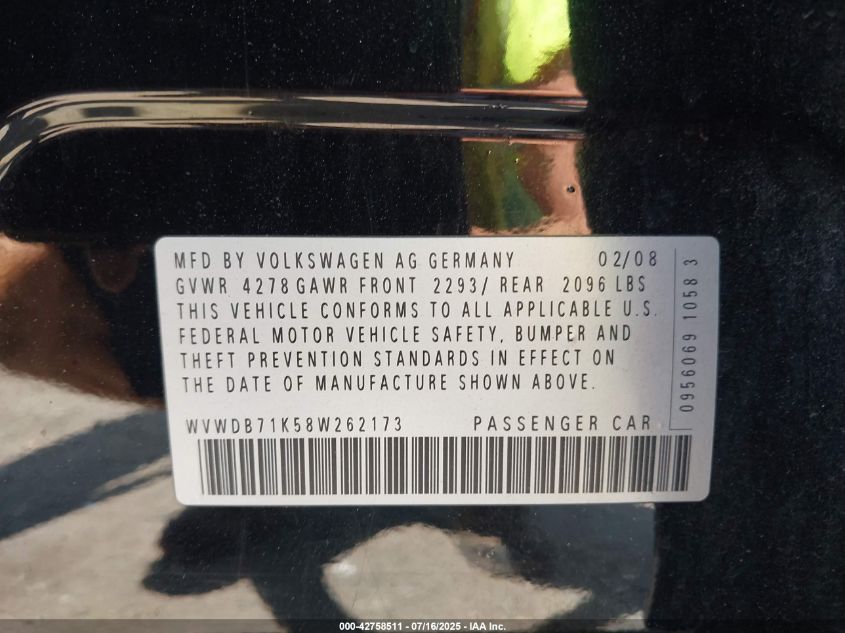 MFD BY VOLKSWAGEN AG GERMANY 02/08
GVWR 4278 GAWR FRONT 2293/ REAR 2096 LBS
THIS VEHICLE CONFORMS TO ALL APPLICABLE U.S.
FEDERAL MOTOR VEHICLE SAFETY, BUMPER AND
THEFT PREVENTION STANDARDS IN EFFECT ON
THE DATE OF MANUFACTURE SHOWN ABOVE.
WVWDB71K58W262173 PASSENGER CAR
0956069 1058 3
000-42758511 - 07/16/2025 - IAA Inc.